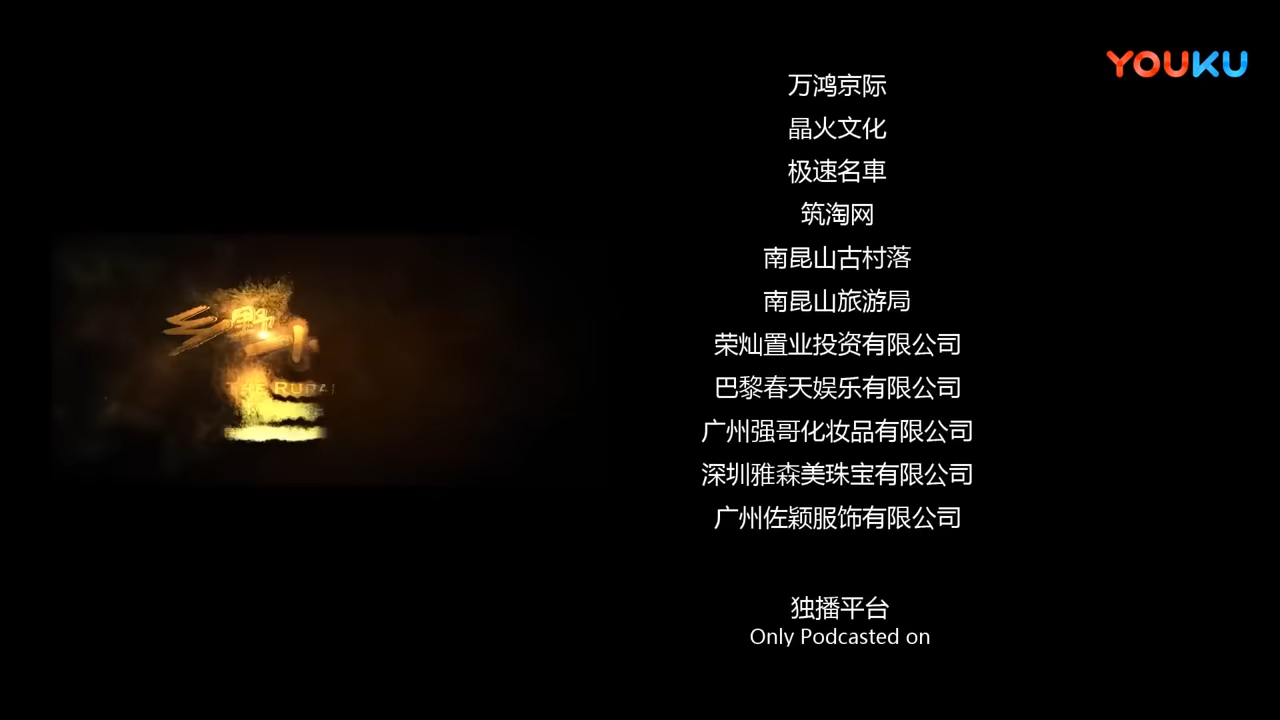 YOUKU
万鸿京际
晶火文化
极速名車
筑淘网
南昆山古村落
南昆山旅游局
荣灿置业投资有限公司
巴黎春天娱乐有限公司
广州强哥化妆品有限公司
深圳雅森美珠宝有限公司
广州佐颖服饰有限公司
THE RURAL
独播平台
Only Podcasted on